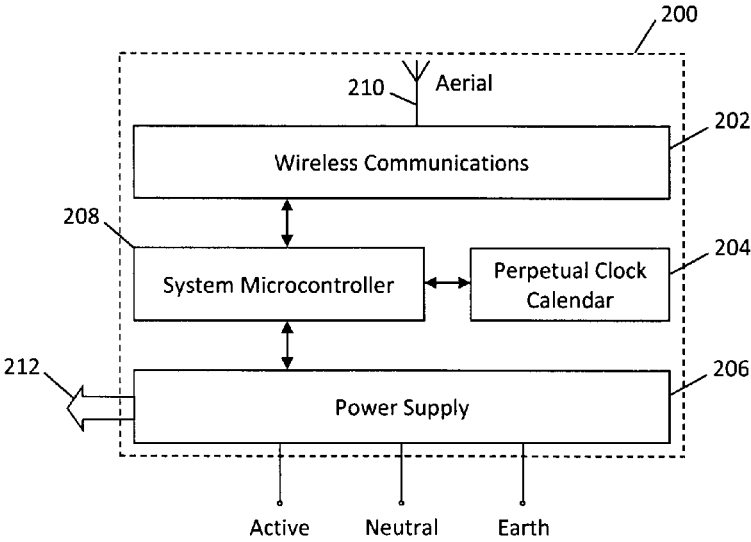 200
210
Aerial
202
Wireless Communications
208
204
System Microcontroller
Perpetual Clock
Calendar
212
206
Power Supply
Active
Neutral
Earth